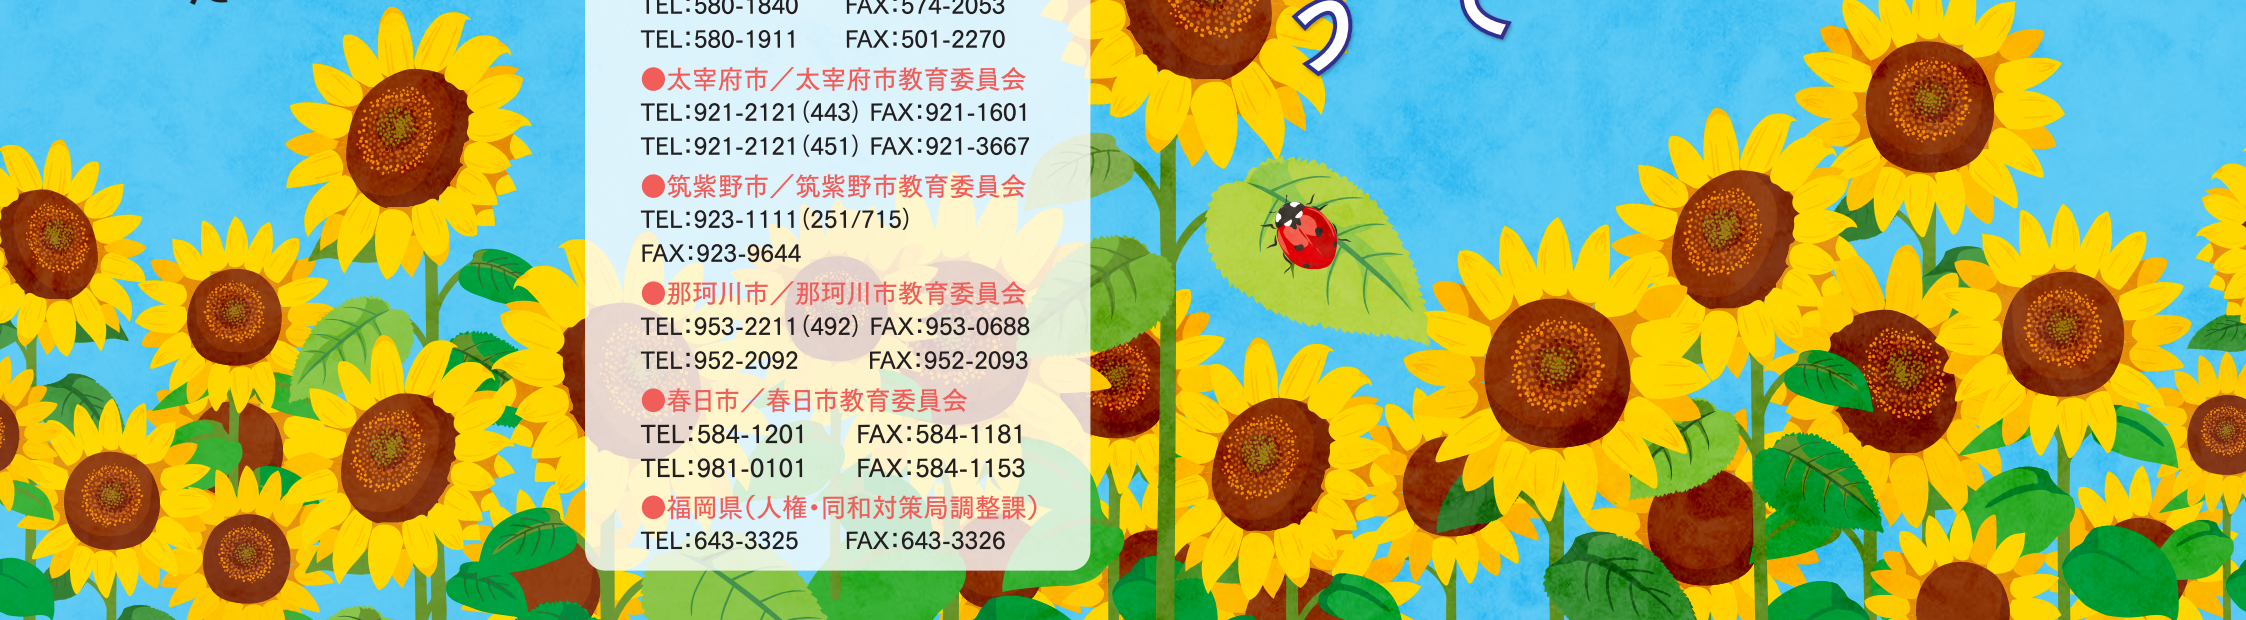 TEL:580-1840 FAX:574-2053
TEL:580-1911 FAX:501-2270
●太宰府市／太宰府市教育委員会
TEL:921-2121(443) FAX:921-1601
TEL:921-2121(451) FAX:921-3667
●筑紫野市／筑紫野市教育委員会
TEL:923-1111(251/715)
FAX:923-9644
●那珂川市／那珂川市教育委員会
TEL:953-2211(492) FAX:953-0688
TEL:952-2092 FAX:952-2093
●春日市／春日市教育委員会
TEL:584-1201 FAX:584-1181
TEL:981-0101 FAX:584-1153
●福岡県(人権・同和対策局調整課)
TEL:643-3325 FAX:643-3326